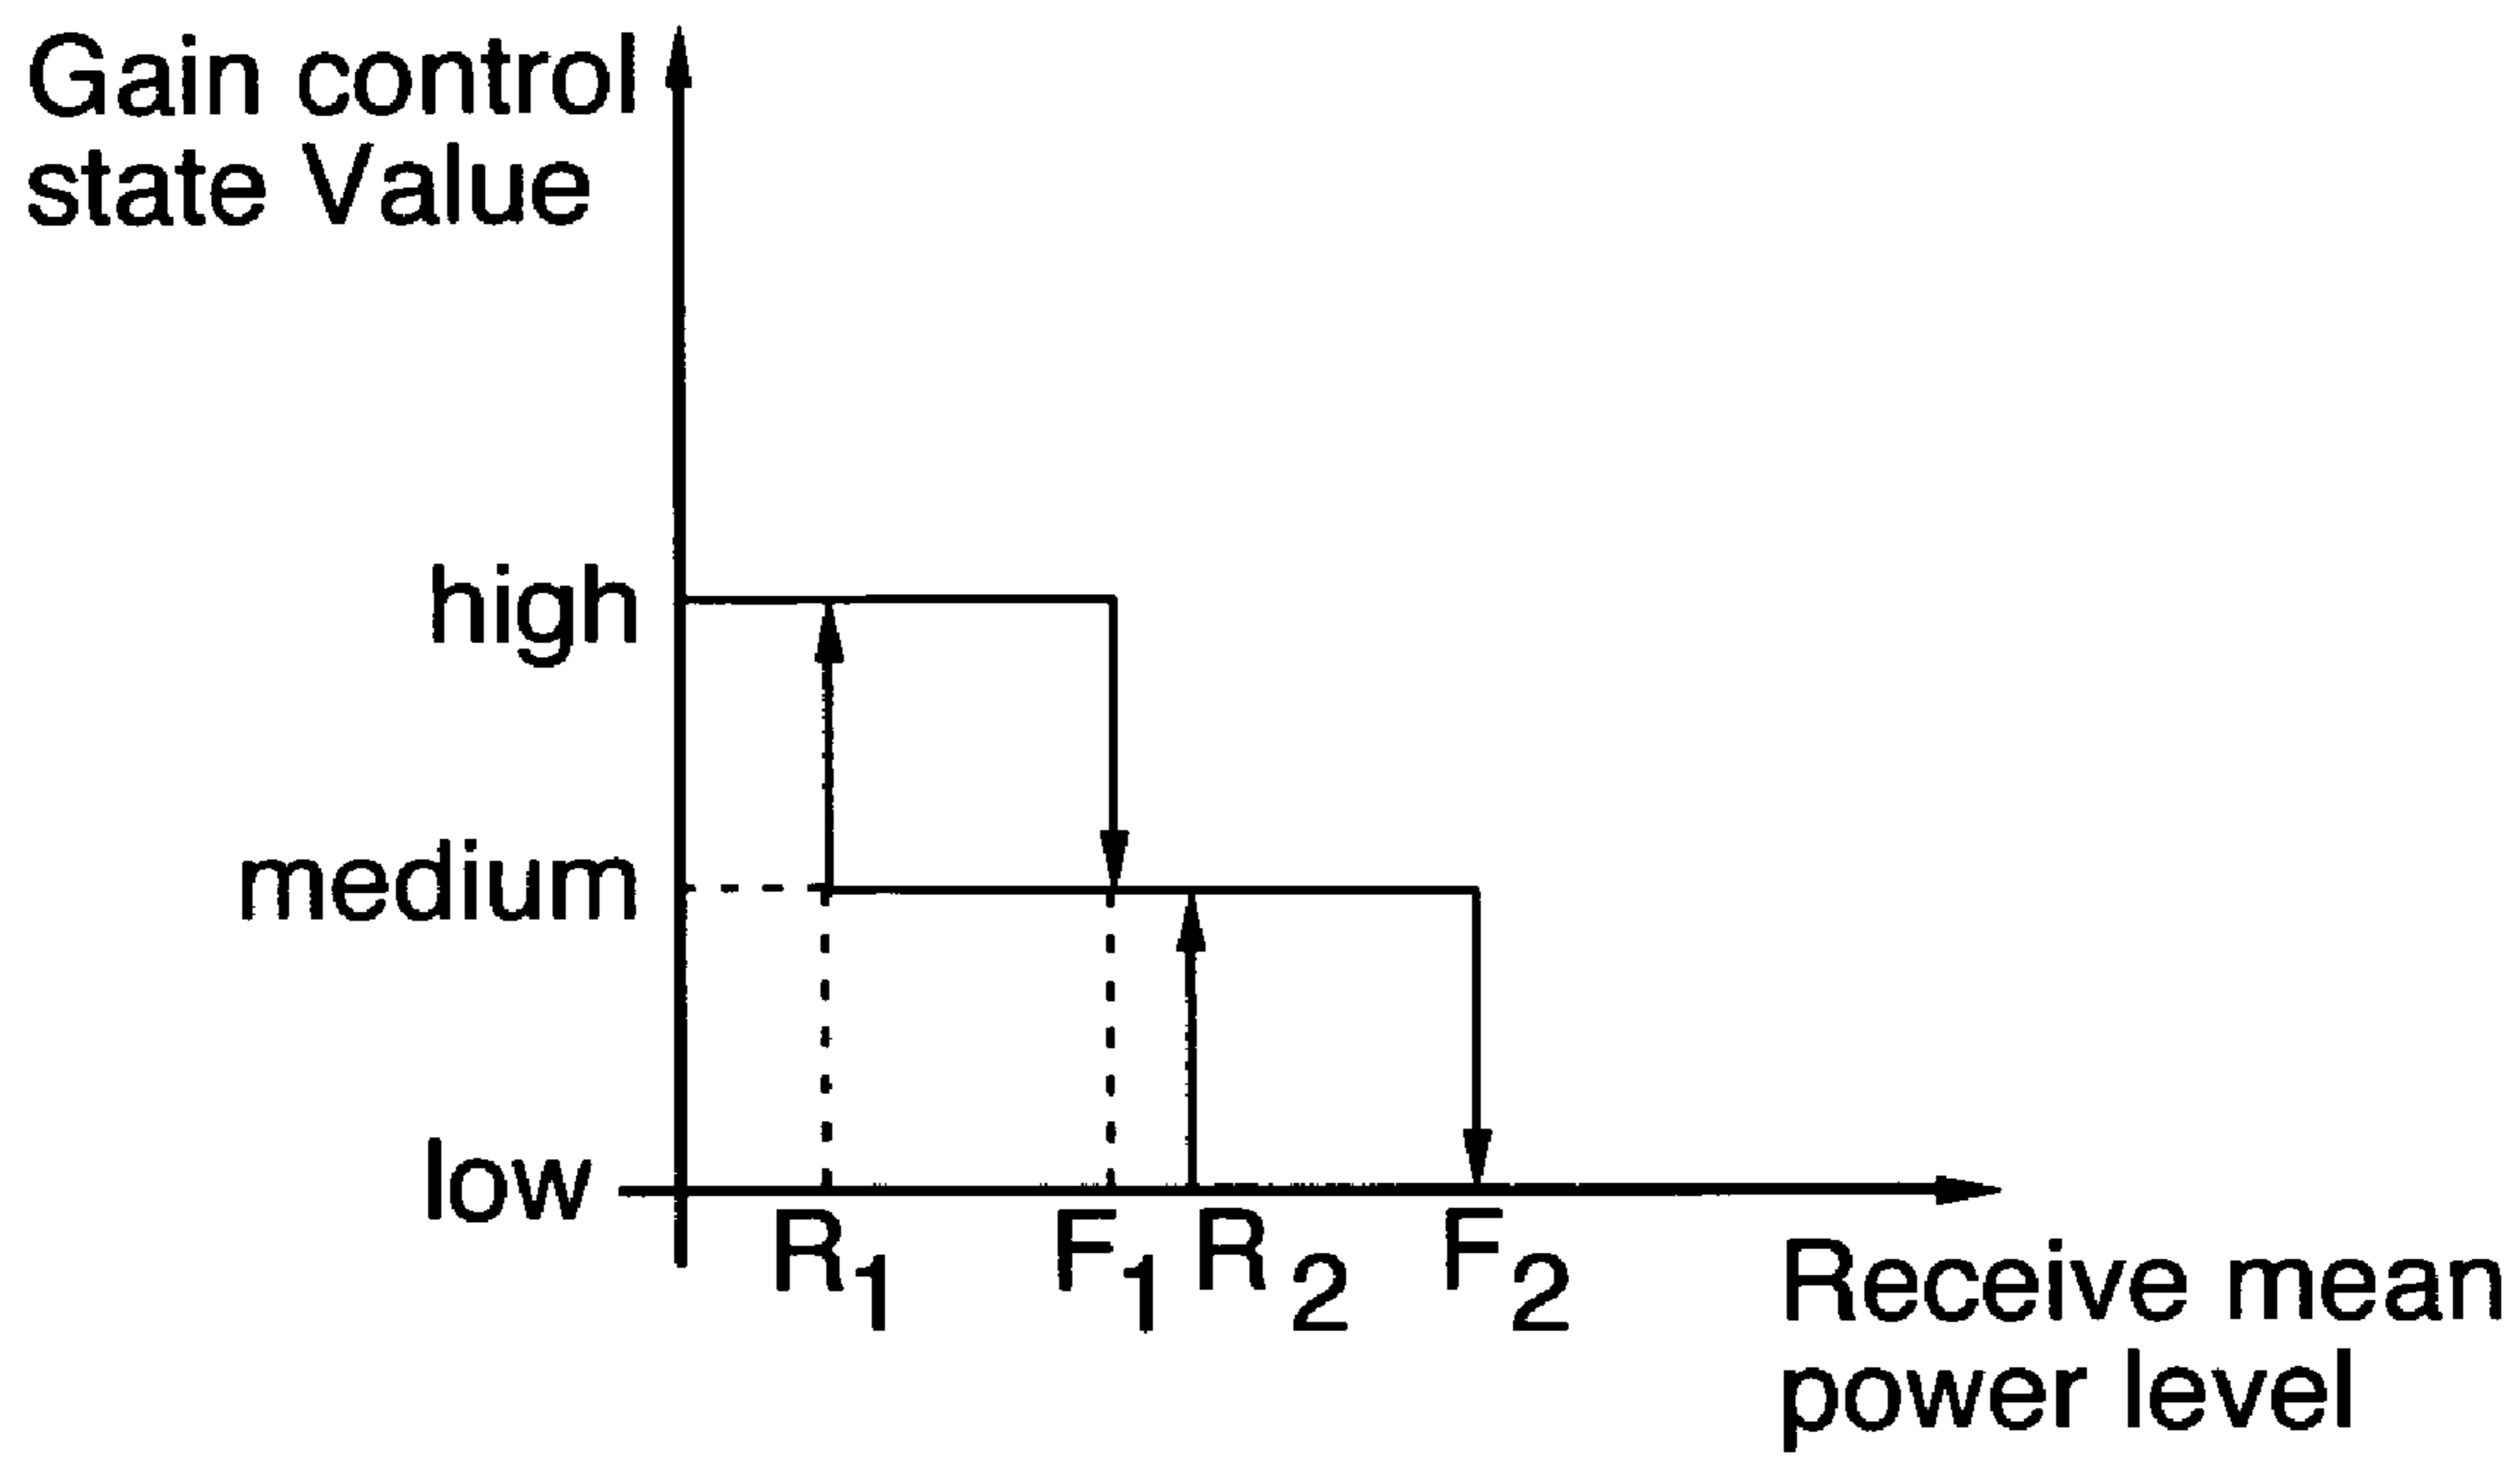 Gain control
state Value
high
medium
low
R1 F1 R2 F2
Receive mean
power level